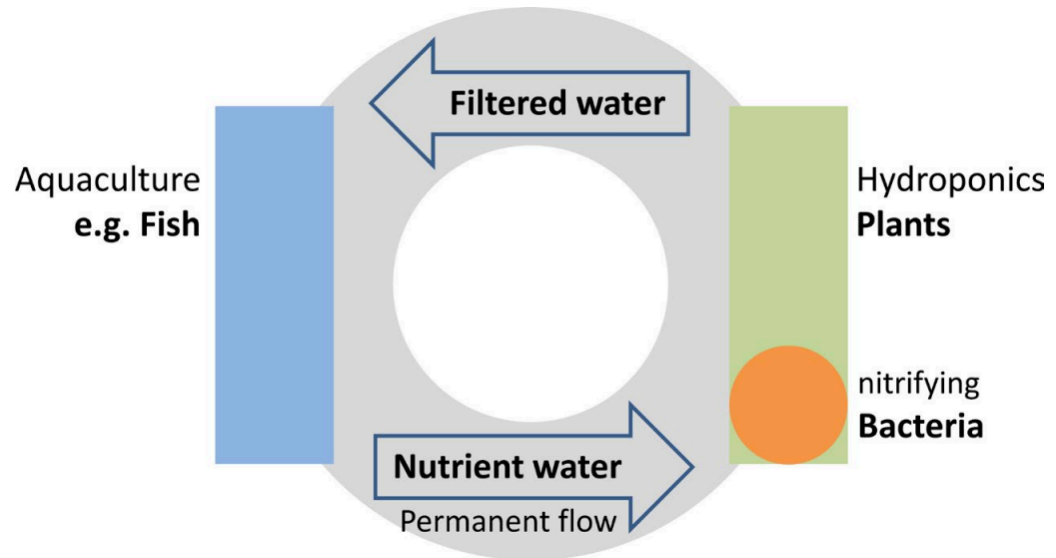 Filtered water
Aquaculture
e.g. Fish
Hydroponics
Plants
nitrifying
Bacteria
Nutrient water
Permanent flow